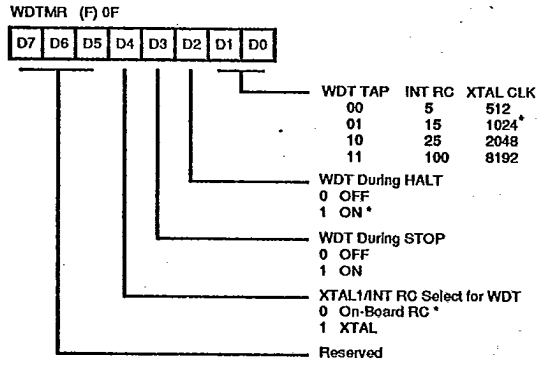 WDTMR (F) 0F
D7 D6 D5 D4 D3 D2 D1 D0
WDT TAP INT RC XTAL CLK
00 5 512
01 15 1024*
10 25 2048
11 100 8192
WDT During HALT
0 OFF
1 ON *
WDT During STOP
0 OFF
1 ON
XTAL1/INT RC Select for WDT
0 On-Board RC *
1 XTAL
Reserved